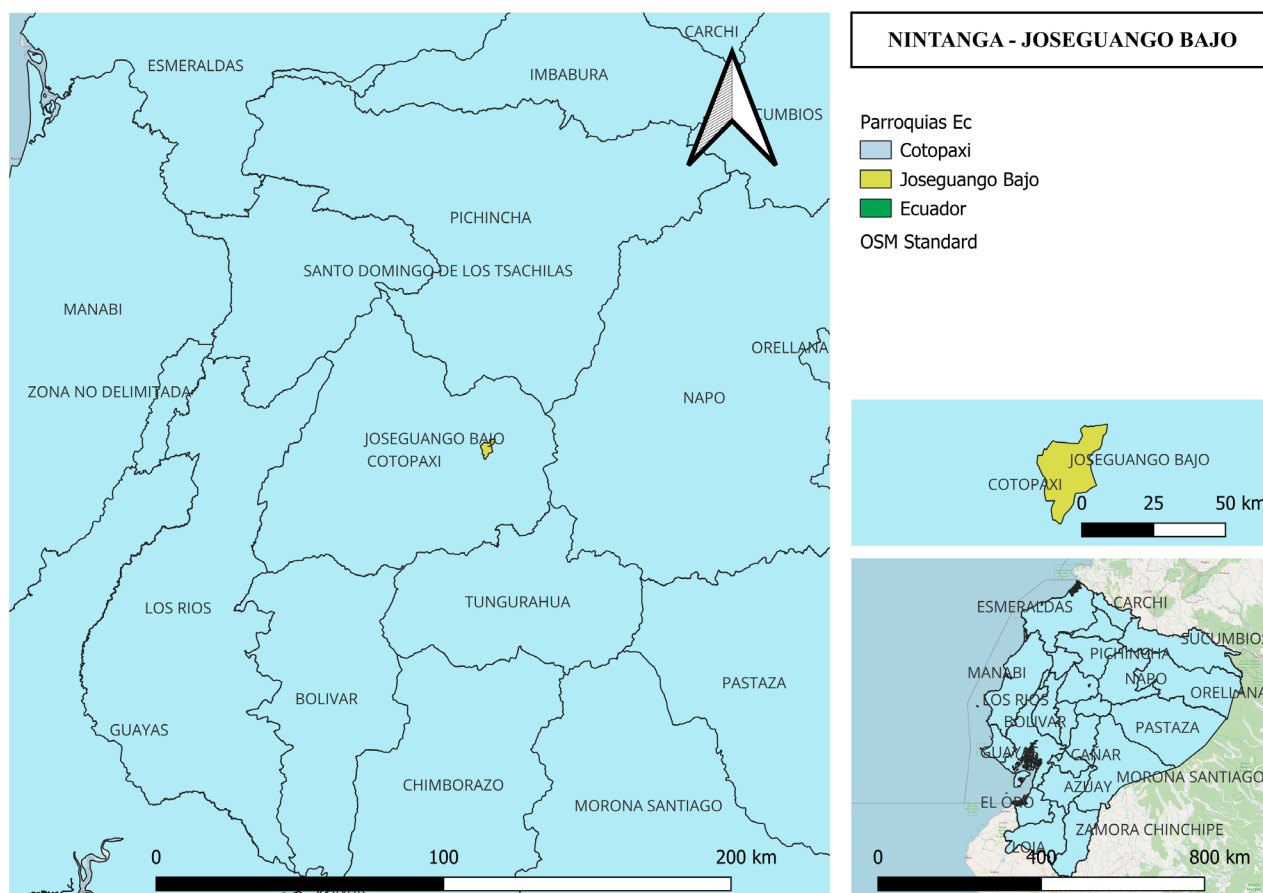 NINTANGA - JOSEGUANGO BAJO
Parroquias Ec
Cotopaxi
Joseguango Bajo
Ecuador
OSM Standard
CARCHI
ESMERALDAS
IMBABURA
CUMBIOS
PICHINCHA
SANTO DOMINGO DE LOS TSACHILAS
MANABI
ORELLANA
ZONA NO DELIMITADA
NAPO
JOSEGUANGO BAJO
COTOPAXI
LOS RIOS
TUNGURAHUA
PASTAZA
BOLIVAR
GUAYAS
CHIMBORAZO
MORONA SANTIAGO
0 100 200 km
JOSEGUANGO BAJO
COTOPAXI
0 25 50 km
ESMERALDAS
CARCHI
SUCUMBIOS
PICHINCHA
MANABI
NAPO
ORELLANA
LOS RIOS
BOLIVAR
PASTAZA
GUAYAS
CAÑAR
MORONA SANTIAGO
AZUAY
EL ORO
ZAMORA CHINCHIPE
LOJA
0 400 800 km